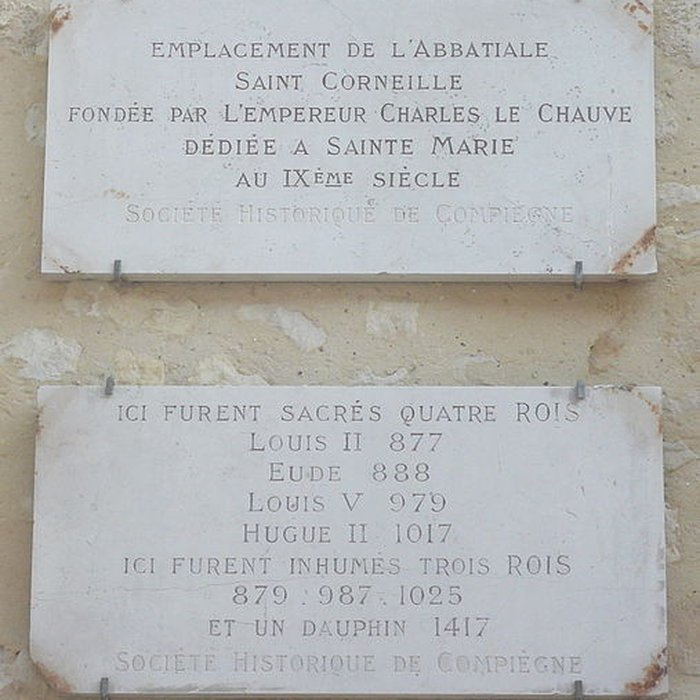 EMPLACEMENT DE L'ABBATIALE
SAINT CORNEILLE
FONDÉE PAR L'EMPEREUR CHARLES LE CHAUVE
DÉDIÉE A SAINTE MARIE
AU IXÈME SIÈCLE
SOCIÉTÉ HISTORIQUE DE COMPIÈGNE
ICI FURENT SACRÉS QUATRE ROIS
LOUIS II 877
EUDE 888
LOUIS V 979
HUGUE II 1017
ICI FURENT INHUMÉS TROIS ROIS
879 . 987 . 1025
ET UN DAUPHIN 1417
SOCIÉTÉ HISTORIQUE DE COMPIÈGNE